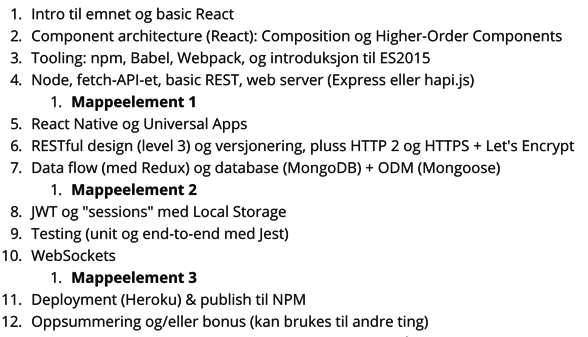 1. Intro til emnet og basic React
2. Component architecture (React): Composition og Higher-Order Components
3. Tooling: npm, Babel, Webpack, og introduksjon til ES2015
4. Node, fetch-API-et, basic REST, web server (Express eller hapi.js)
1. Mappeelement 1
5. React Native og Universal Apps
6. RESTful design (level 3) og versjonering, pluss HTTP 2 og HTTPS + Let's Encrypt
7. Data flow (med Redux) og database (MongoDB) + ODM (Mongoose)
1. Mappeelement 2
8. JWT og "sessions" med Local Storage
9. Testing (unit og end-to-end med Jest)
10. WebSockets
1. Mappeelement 3
11. Deployment (Heroku) & publish til NPM
12. Oppsummering og/eller bonus (kan brukes til andre ting)